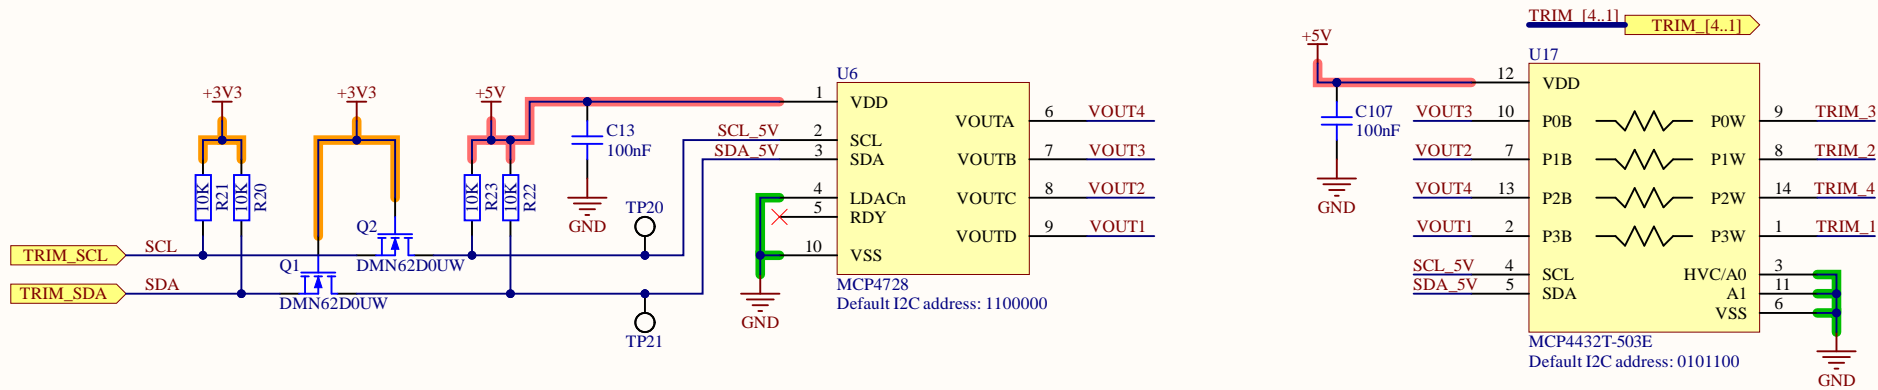 TRIM_[4..1]
TRIM_[4..1]
+5V
U17
U6
+3V3
+3V3
+5V
1
VDD
12
VDD
C13
100nF
C107
100nF
VOUTA
6
VOUT4
VOUT3
10
P0B
P0W
9
TRIM_3
SCL_5V
2
SCL
SDA_5V
3
SDA
VOUTB
7
VOUT3
VOUT2
7
P1B
P1W
8
TRIM_2
10K
R21
10K
R20
10K
R23
10K
R22
4
LDACn
VOUTC
8
VOUT2
VOUT4
13
P2B
P2W
14
TRIM_4
5
RDY
GND
TP20
GND
Q2
VOUTD
9
VOUT1
VOUT1
2
P3B
P3W
1
TRIM_1
TRIM_SCL
SCL
10
VSS
Q1
DMN62D0UW
SCL_5V
4
SCL
HVC/A0
3
MCP4728
TRIM_SDA
SDA
SDA_5V
5
SDA
A1
11
DMN62D0UW
Default I2C address: 1100000
VSS
6
GND
TP21
MCP4432T-503E
Default I2C address: 0101100
GND